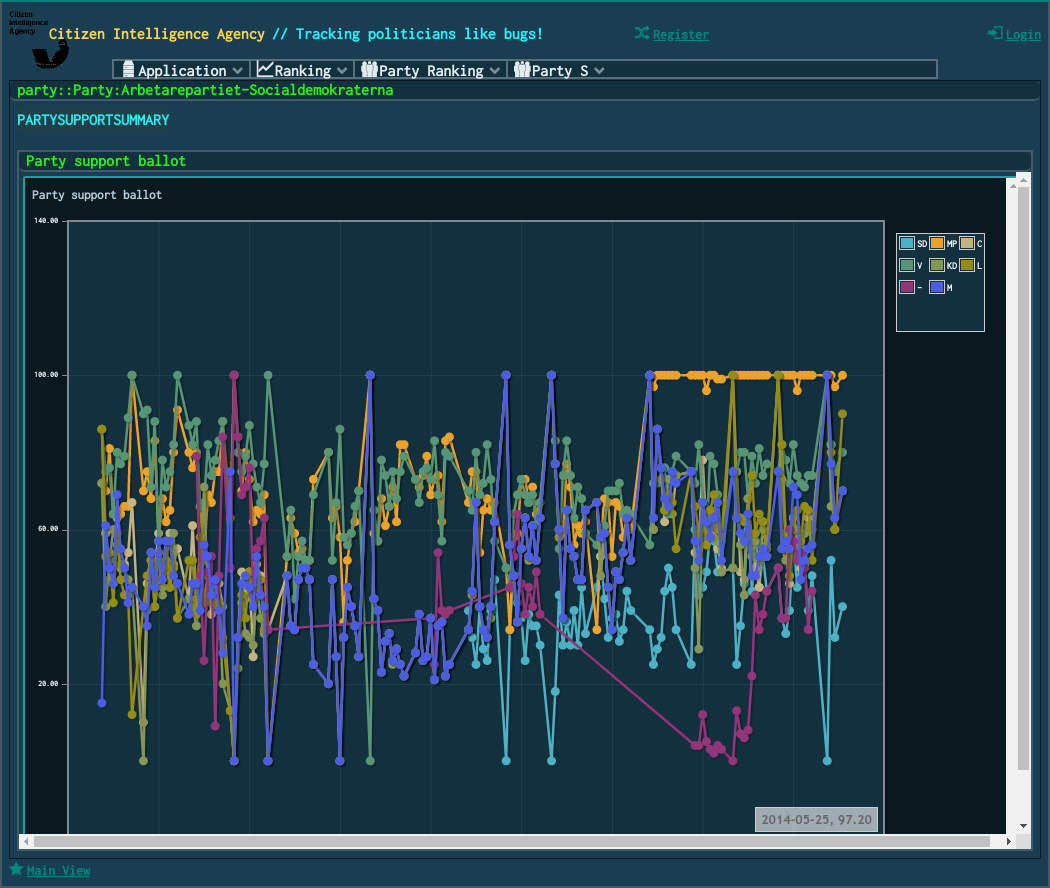 Citizen
Intelligence
Agency
Citizen Intelligence Agency // Tracking politicians like bugs!
Register
Login
Application
Ranking
Party Ranking
Party S
party::Party:Arbetarepartiet-Socialdemokraterna
PARTYSUPPORTSUMMARY
Party support ballot
Party support ballot
140.00
100.00
60.00
20.00
SD MP C
V KD L
- M
2014-05-25, 97.20
Main View